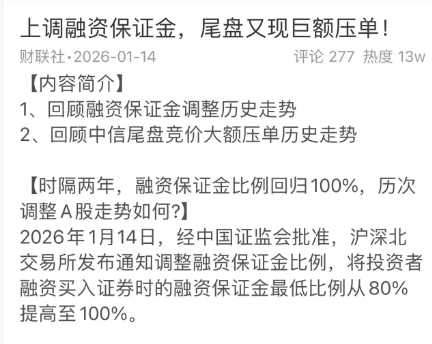 上调融资保证金，尾盘又现巨额压单！
财联社·2026-01-14 评论 277 热度 13w
【内容简介】
1、回顾融资保证金调整历史走势
2、回顾中信尾盘竞价大额压单历史走势
【时隔两年，融资保证金比例回归100%，历次
调整A股走势如何?】
2026年1月14日，经中国证监会批准，沪深北
交易所发布通知调整融资保证金比例，将投资者
融资买入证券时的融资保证金最低比例从80%
提高至100%。